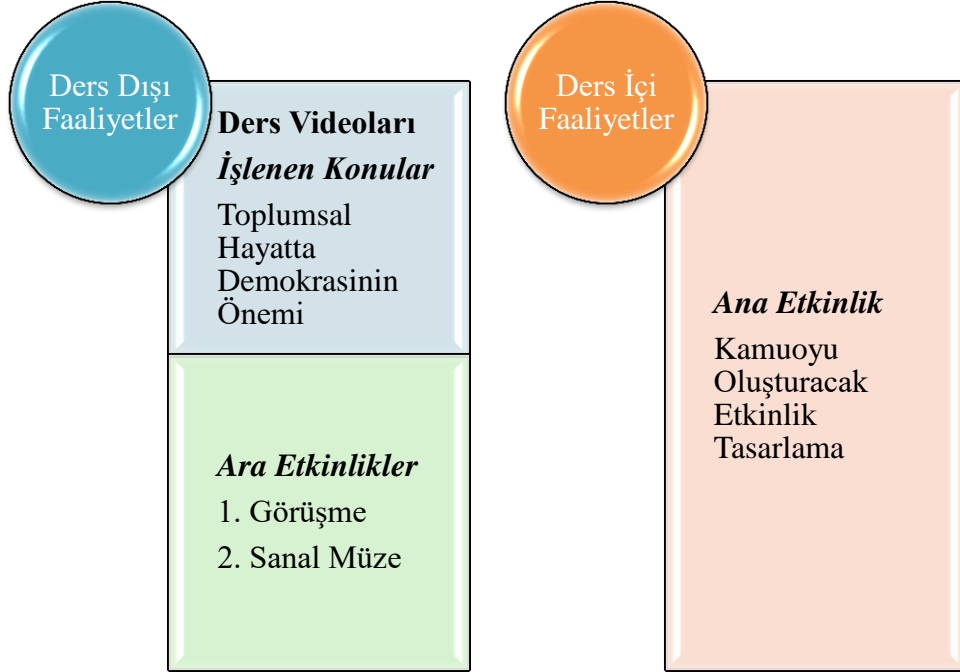 Ders Dışı
Faaliyetler
Ders Videoları
İşlenen Konular
Toplumsal
Hayatta
Demokrasinin
Önemi
Ara Etkinlikler
1. Görüşme
2. Sanal Müze
Ders İçi
Faaliyetler
Ana Etkinlik
Kamuoyu
Oluşturacak
Etkinlik
Tasarlama